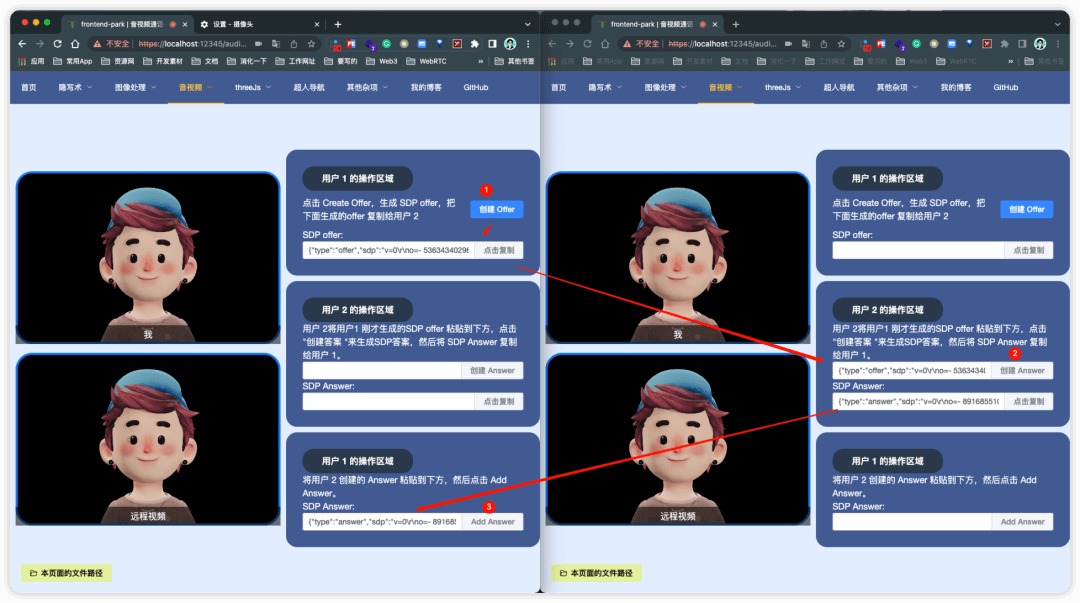 frontend-park | 音视频通话
设置 - 摄像头
不安全 | https://localhost:12345/audi...
应用 常用App 资源网 开发素材 文档 消化一下 工作网址 要写的 Web3 WebRTC » 其他书签
首页 隐写术 图像处理 音视频 threeJs 超人导航 其他杂项 我的博客 GitHub
我
远程视频
用户 1 的操作区域
点击 Create Offer，生成 SDP offer，把
下面生成的offer 复制给用户 2
1
创建 Offer
SDP offer:
{"type":"offer","sdp":"v=0\r\no=- 53634340296
点击复制
用户 2 的操作区域
用户 2将用户1 刚才生成的SDP offer 粘贴到下方，点击
"创建答案 "来生成SDP答案，然后将 SDP Answer 复制
给用户 1。
创建 Answer
SDP Answer:
点击复制
用户 1 的操作区域
将用户 2 创建的 Answer 粘贴到下方，然后点击 Add
Answer。
SDP Answer:
3
{"type":"answer","sdp":"v=0\r\no=- 89168
Add Answer
本页面的文件路径
frontend-park | 音视频通话
不安全 | https://localhost:12345/audi...
应用 常用App 资源网 开发素材 文档 消化一下 工作网址 要写的 Web3 WebRTC » 其他书签
首页 隐写术 图像处理 音视频 threeJs 超人导航 其他杂项 我的博客 GitHub
我
远程视频
用户 1 的操作区域
点击 Create Offer，生成 SDP offer，把
下面生成的offer 复制给用户 2
创建 Offer
SDP offer:
点击复制
用户 2 的操作区域
用户 2将用户1 刚才生成的SDP offer 粘贴到下方，点击
"创建答案 "来生成SDP答案，然后将 SDP Answer 复制
给用户 1。
2
{"type":"offer","sdp":"v=0\r\no=- 536343
创建 Answer
SDP Answer:
{"type":"answer","sdp":"v=0\r\no=- 891685510
点击复制
用户 1 的操作区域
将用户 2 创建的 Answer 粘贴到下方，然后点击 Add
Answer。
SDP Answer:
Add Answer
本页面的文件路径